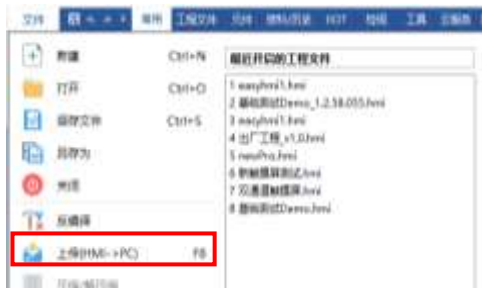 文件 常用 工程文件 工具
新建 Ctrl+N
打开 Ctrl+O
保存文件 Ctrl+S
另存为
关闭
反编译
上传(HMI->PC) F8
最近开启的工程文件
1 easyhmi1.hmi
2 基础测试Demo_1.2.58.055.hmi
3 easyhmi1.hmi
4 出厂工程_v1.0.hmi
5 newPro.hmi
6 软触摸屏测试.hmi
7 双通道触摸屏.hmi
8 基础测试Demo.hmi